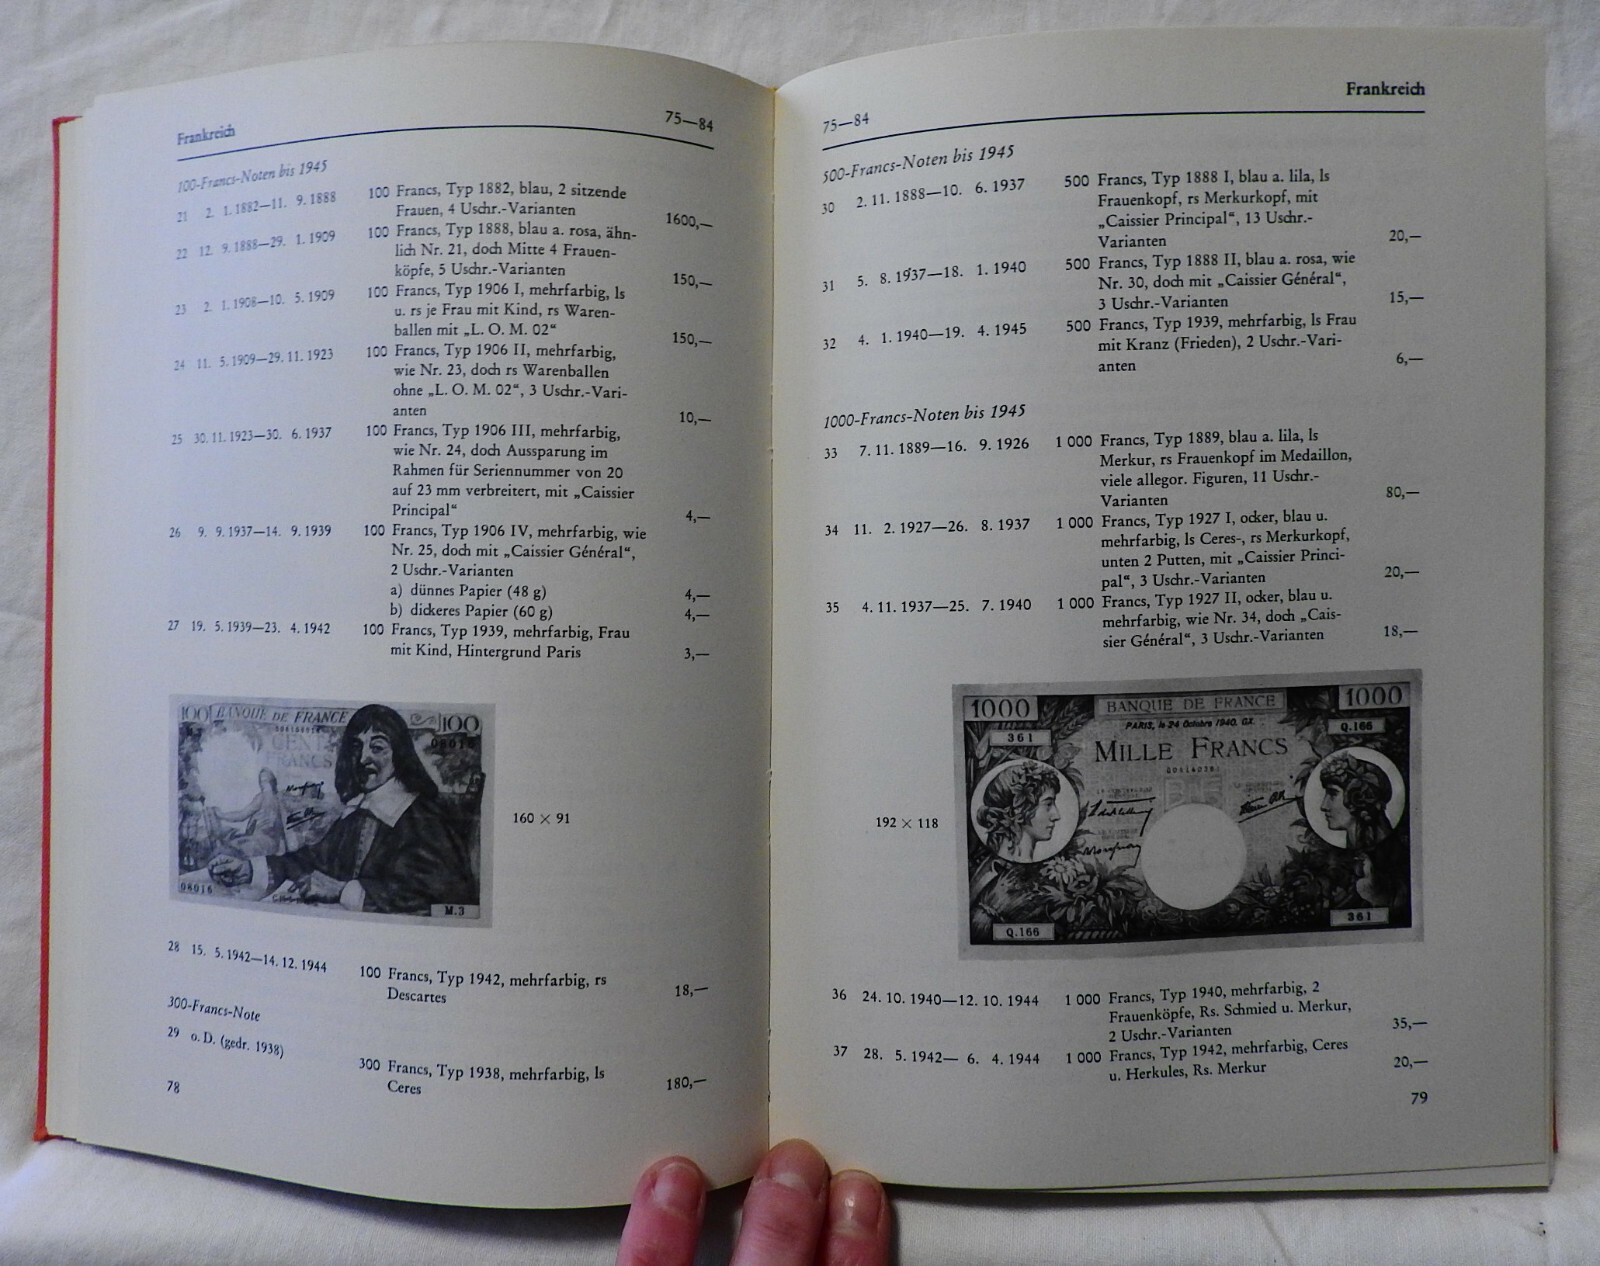 Frankreich
75—84
100-Francs-Noten bis 1945
21 2. 1. 1882—11. 9. 1888 100 Francs, Typ 1882, blau, 2 sitzende
Frauen, 4 Uschr.-Varianten 1600,—
22 12. 9. 1888—29. 1. 1909 100 Francs, Typ 1888, blau a. rosa, ähn-
lich Nr. 21, doch Mitte 4 Frauen-
köpfe, 5 Uschr.-Varianten 150,—
23 2. 1. 1908—10. 5. 1909 100 Francs, Typ 1906 I, mehrfarbig, ls
u. rs je Frau mit Kind, rs Waren-
ballen mit „L. O. M. 02“ 150,—
24 11. 5. 1909—29. 11. 1923 100 Francs, Typ 1906 II, mehrfarbig,
wie Nr. 23, doch rs Warenballen
ohne „L. O. M. 02“, 3 Uschr.-Vari-
anten 10,—
25 30. 11. 1923—30. 6. 1937 100 Francs, Typ 1906 III, mehrfarbig,
wie Nr. 24, doch Aussparung im
Rahmen für Seriennummer von 20
auf 23 mm verbreitert, mit „Caissier
Principal“ 4,—
26 9. 9. 1937—14. 9. 1939 100 Francs, Typ 1906 IV, mehrfarbig, wie
Nr. 25, doch mit „Caissier Général“,
2 Uschr.-Varianten
a) dünnes Papier (48 g) 4,—
b) dickeres Papier (60 g) 4,—
27 19. 5. 1939—23. 4. 1942 100 Francs, Typ 1939, mehrfarbig, Frau
mit Kind, Hintergrund Paris 3,—
100 BANQUE DE FRANCE 100
08016
CENT
FRANCS
08016
M.3
160 × 91
28 15. 5. 1942—14. 12. 1944 100 Francs, Typ 1942, mehrfarbig, rs
Descartes 18,—
300-Francs-Note
29 o. D. (gedr. 1938) 300 Francs, Typ 1938, mehrfarbig, ls
Ceres 180,—
78
Frankreich
75—84
500-Francs-Noten bis 1945
30 2. 11. 1888—10. 6. 1937 500 Francs, Typ 1888 I, blau a. lila, ls
Frauenkopf, rs Merkurkopf, mit
„Caissier Principal“, 13 Uschr.-
Varianten 20,—
31 5. 8. 1937—18. 1. 1940 500 Francs, Typ 1888 II, blau a. rosa, wie
Nr. 30, doch mit „Caissier Général“,
3 Uschr.-Varianten 15,—
32 4. 1. 1940—19. 4. 1945 500 Francs, Typ 1939, mehrfarbig, ls Frau
mit Kranz (Frieden), 2 Uschr.-Vari-
anten 6,—
1000-Francs-Noten bis 1945
33 7. 11. 1889—16. 9. 1926 1 000 Francs, Typ 1889, blau a. lila, ls
Merkur, rs Frauenkopf im Medaillon,
viele allegor. Figuren, 11 Uschr.-
Varianten 80,—
34 11. 2. 1927—26. 8. 1937 1 000 Francs, Typ 1927 I, ocker, blau u.
mehrfarbig, ls Ceres-, rs Merkurkopf,
unten 2 Putten, mit „Caissier Princi-
pal“, 3 Uschr.-Varianten 20,—
35 4. 11. 1937—25. 7. 1940 1 000 Francs, Typ 1927 II, ocker, blau u.
mehrfarbig, wie Nr. 34, doch „Cais-
sier Général“, 3 Uschr.-Varianten 18,—
1000 BANQUE DE FRANCE 1000
361 PARIS, le 24 Octobre 1940. GX. Q.166
MILLE FRANCS
361
Q.166
192 × 118
36 24. 10. 1940—12. 10. 1944 1 000 Francs, Typ 1940, mehrfarbig, 2
Frauenköpfe, Rs. Schmied u. Merkur,
2 Uschr.-Varianten 35,—
37 28. 5. 1942— 6. 4. 1944 1 000 Francs, Typ 1942, mehrfarbig, Ceres
u. Herkules, Rs. Merkur 20,—
79